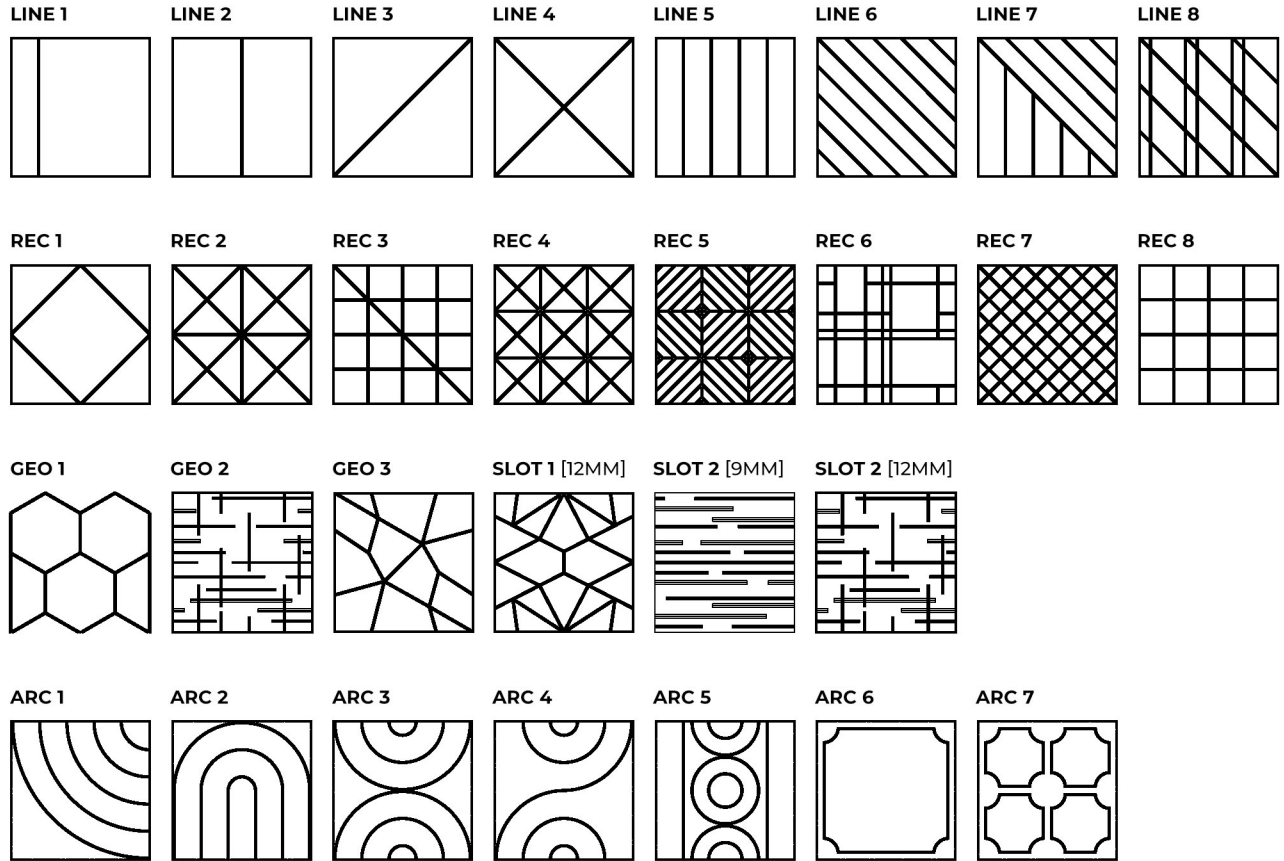 LINE 1 LINE 2 LINE 3 LINE 4 LINE 5 LINE 6 LINE 7 LINE 8
REC 1 REC 2 REC 3 REC 4 REC 5 REC 6 REC 7 REC 8
GEO 1 GEO 2 GEO 3 SLOT 1 [12MM] SLOT 2 [9MM] SLOT 2 [12MM]
ARC 1 ARC 2 ARC 3 ARC 4 ARC 5 ARC 6 ARC 7